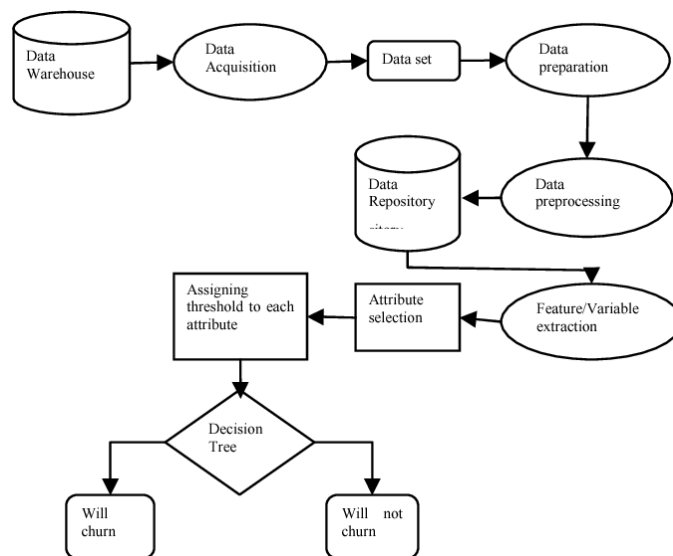 Data
Warehouse
Data
Acquisition
Data set
Data
preparation
Data
Repository
Data
preprocessing
Assigning
threshold to each
attribute
Attribute
selection
Feature/Variable
extraction
Decision
Tree
Will
churn
Will not
churn